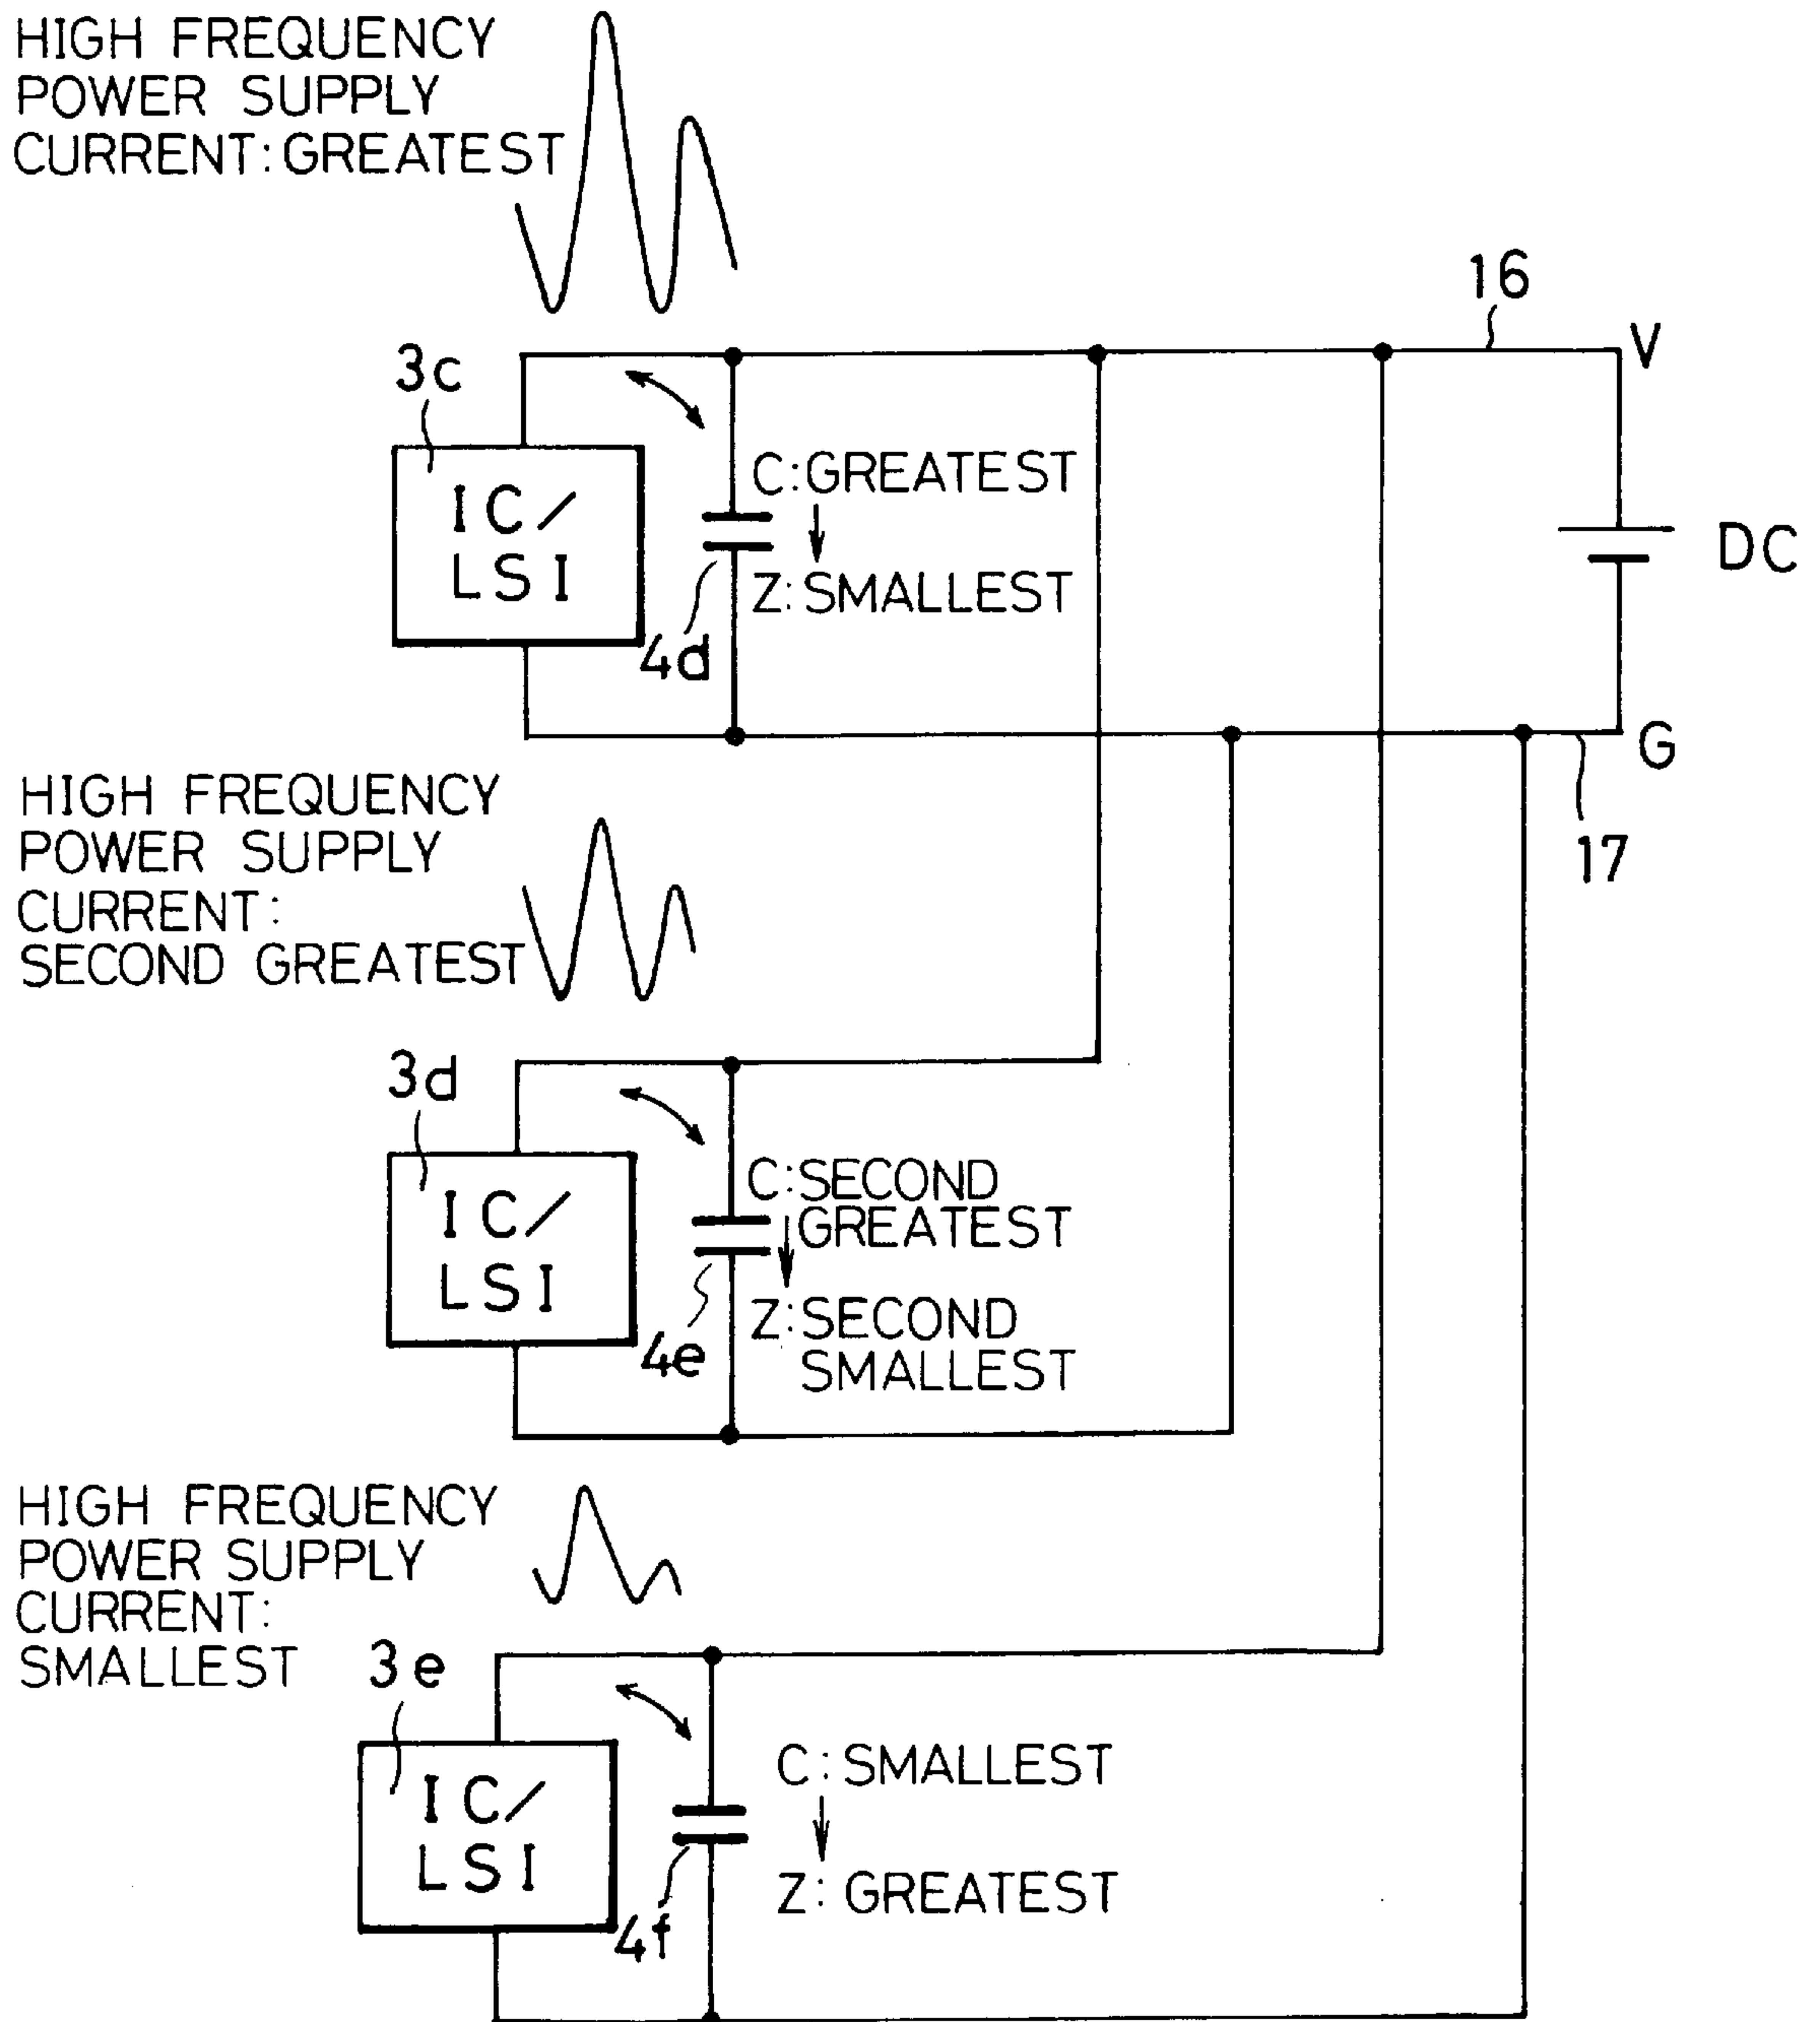 HIGH FREQUENCY
POWER SUPPLY
CURRENT: GREATEST
16
V
3c
IC/
LSI
C: GREATEST
Z: SMALLEST
4d
DC
G
17
HIGH FREQUENCY
POWER SUPPLY
CURRENT:
SECOND GREATEST
3d
IC/
LSI
C: SECOND
GREATEST
Z: SECOND
SMALLEST
4e
HIGH FREQUENCY
POWER SUPPLY
CURRENT:
SMALLEST
3e
IC/
LSI
C: SMALLEST
Z: GREATEST
4f